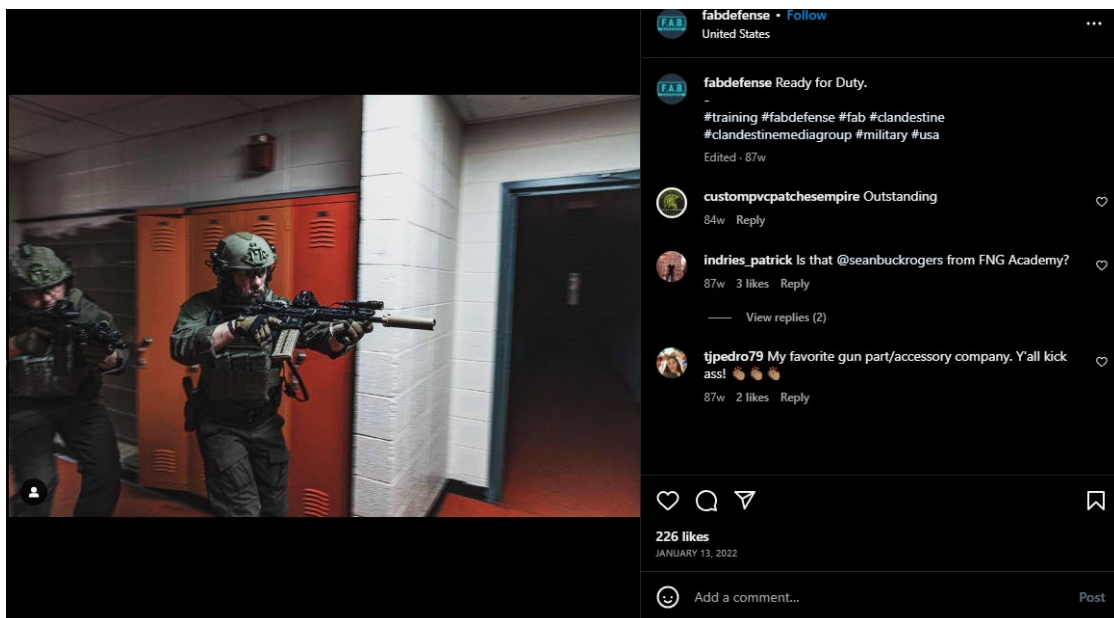 F.A.B.
DEFENSE
fabdefense • Follow
United States
F.A.B.
DEFENSE
fabdefense Ready for Duty.
-
#training #fabdefense #fab #clandestine
#clandestinemediagroup #military #usa
Edited · 87w
custompvcpatchesempire Outstanding
84w Reply
indries_patrick Is that @seanbuckrogers from FNG Academy?
87w 3 likes Reply
View replies (2)
tjpedro79 My favorite gun part/accessory company. Y'all kick
ass! 👏🏽👏🏽👏🏽
87w 2 likes Reply
226 likes
JANUARY 13, 2022
Add a comment...
Post